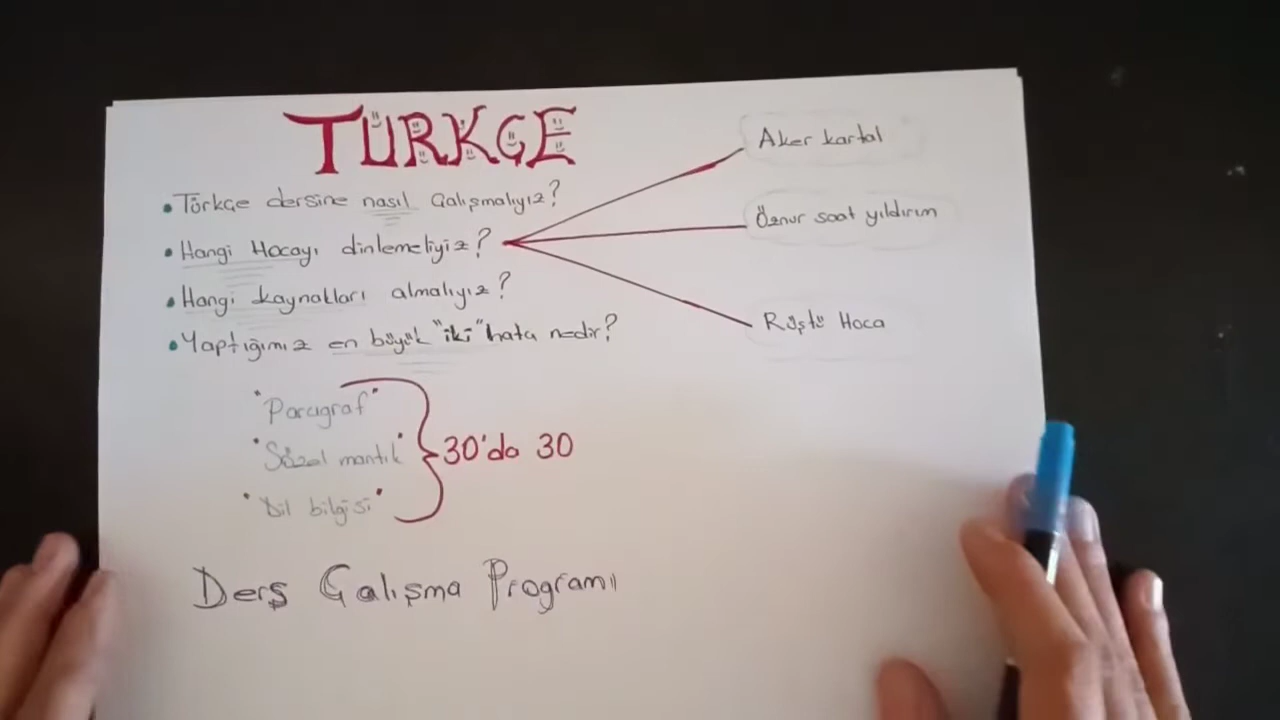 TÜRKÇE
• Türkçe dersine nasıl Çalışmalıyız?
• Hangi Hocayı dinlemeliyiz?
• Hangi kaynakları almalıyız?
• Yaptığımız en büyük "iki" hata nedir?
Aker kartal
Öznur saat yıldırım
Rüştü Hoca
"Paragraf"
"Sözel mantık"
"Dil bilgisi"
30'da 30
Ders Çalışma Programı